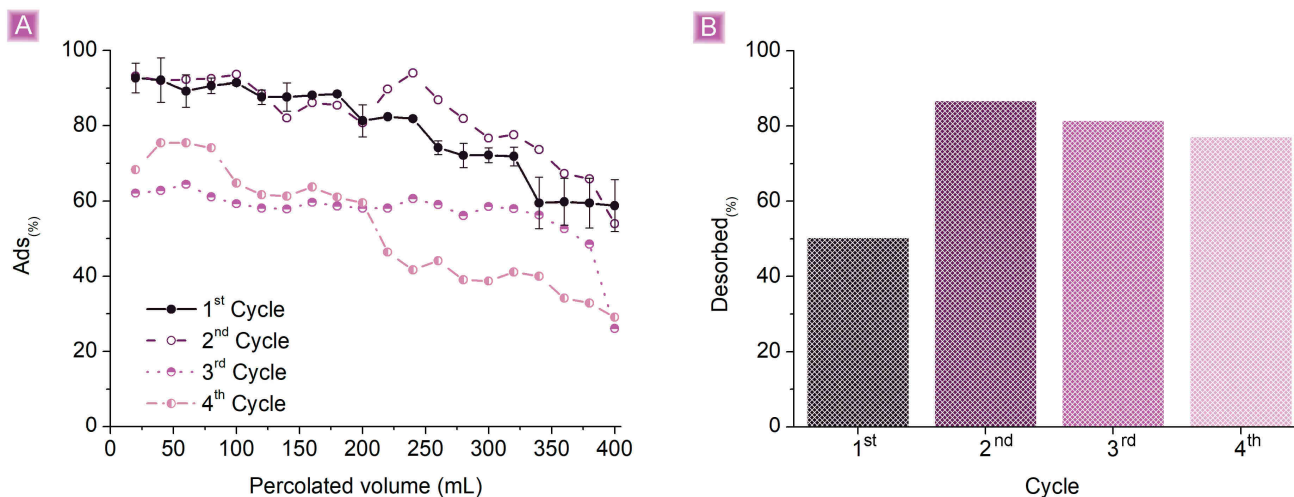 A
100
80
60
40
20
0
Ads(%)
1st Cycle
2nd Cycle
3rd Cycle
4th Cycle
0 50 100 150 200 250 300 350 400
Percolated volume (mL)
B
100
80
60
40
20
0
Desorbed(%)
1st 2nd 3rd 4th
Cycle